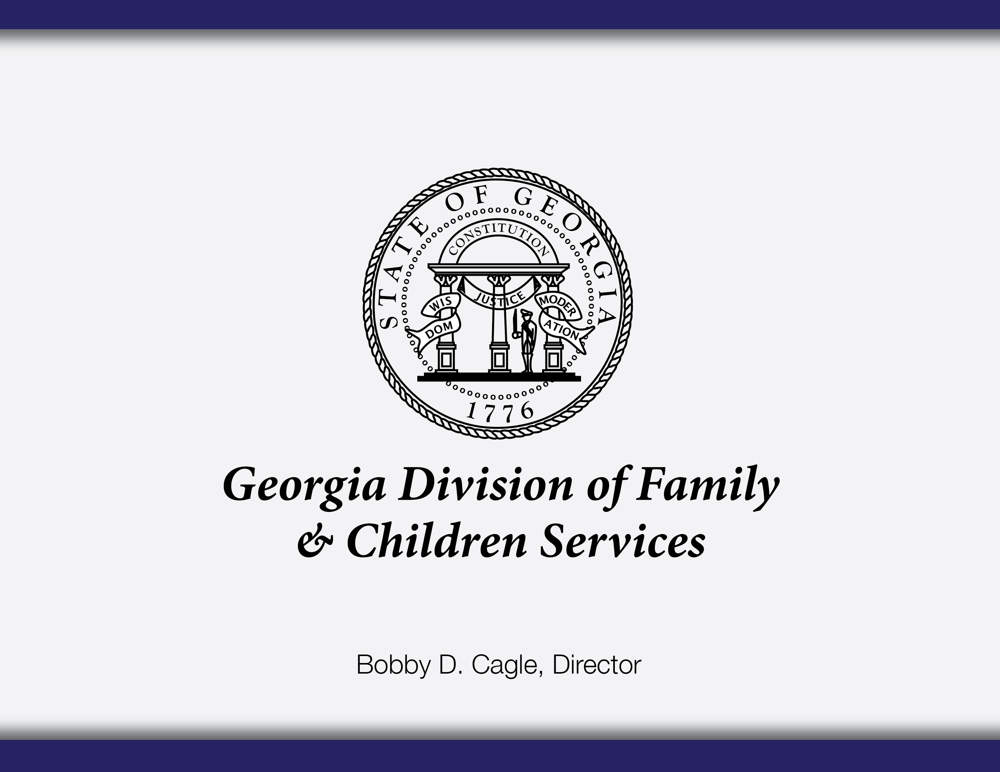 STATE OF GEORGIA
CONSTITUTION
WIS
DOM
JUSTICE
MODER
ATION
1776
Georgia Division of Family
& Children Services
Bobby D. Cagle, Director